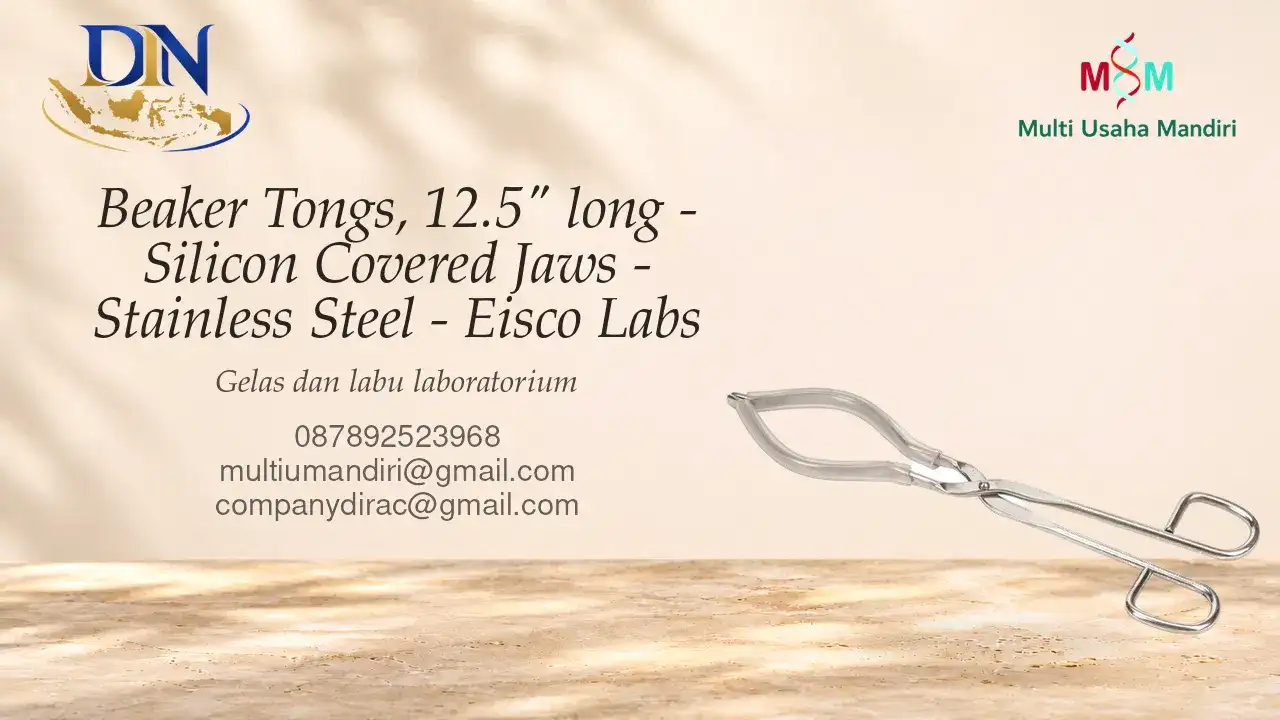 DIN
M M
Multi Usaha Mandiri
Beaker Tongs, 12.5" long -
Silicon Covered Jaws -
Stainless Steel - Eisco Labs
Gelas dan labu laboratorium
087892523968
multiumandiri@gmail.com
companydirac@gmail.com